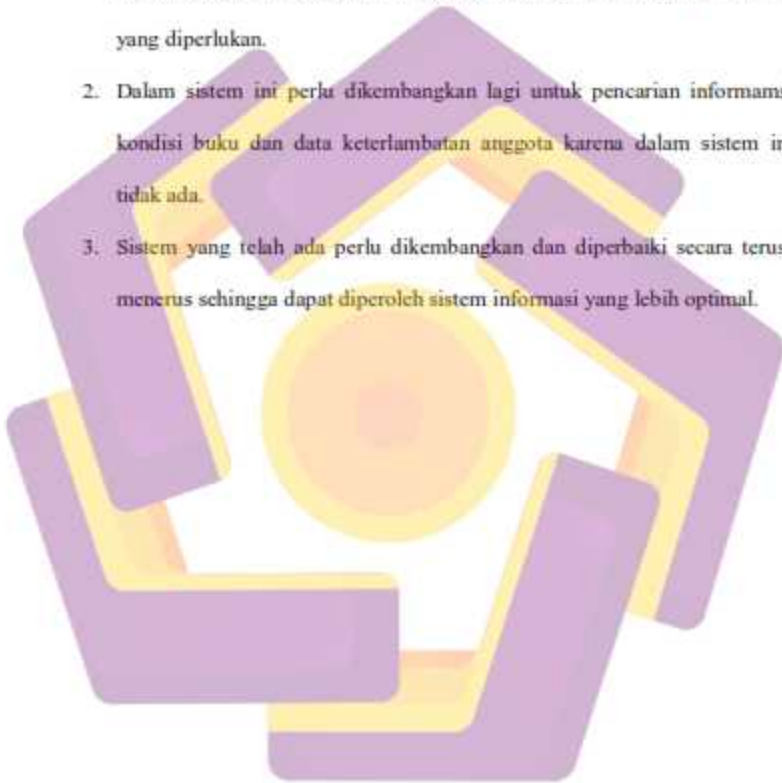 yang diperlukan.
2. Dalam sistem ini perlu dikembangkan lagi untuk pencarian informams
kondisi buku dan data keterlambatan anggota karena dalam sistem in
tidak ada.
3. Sistem yang telah ada perlu dikembangkan dan diperbaiki secara terus
menerus sehingga dapat diperoleh sistem informasi yang lebih optimal.